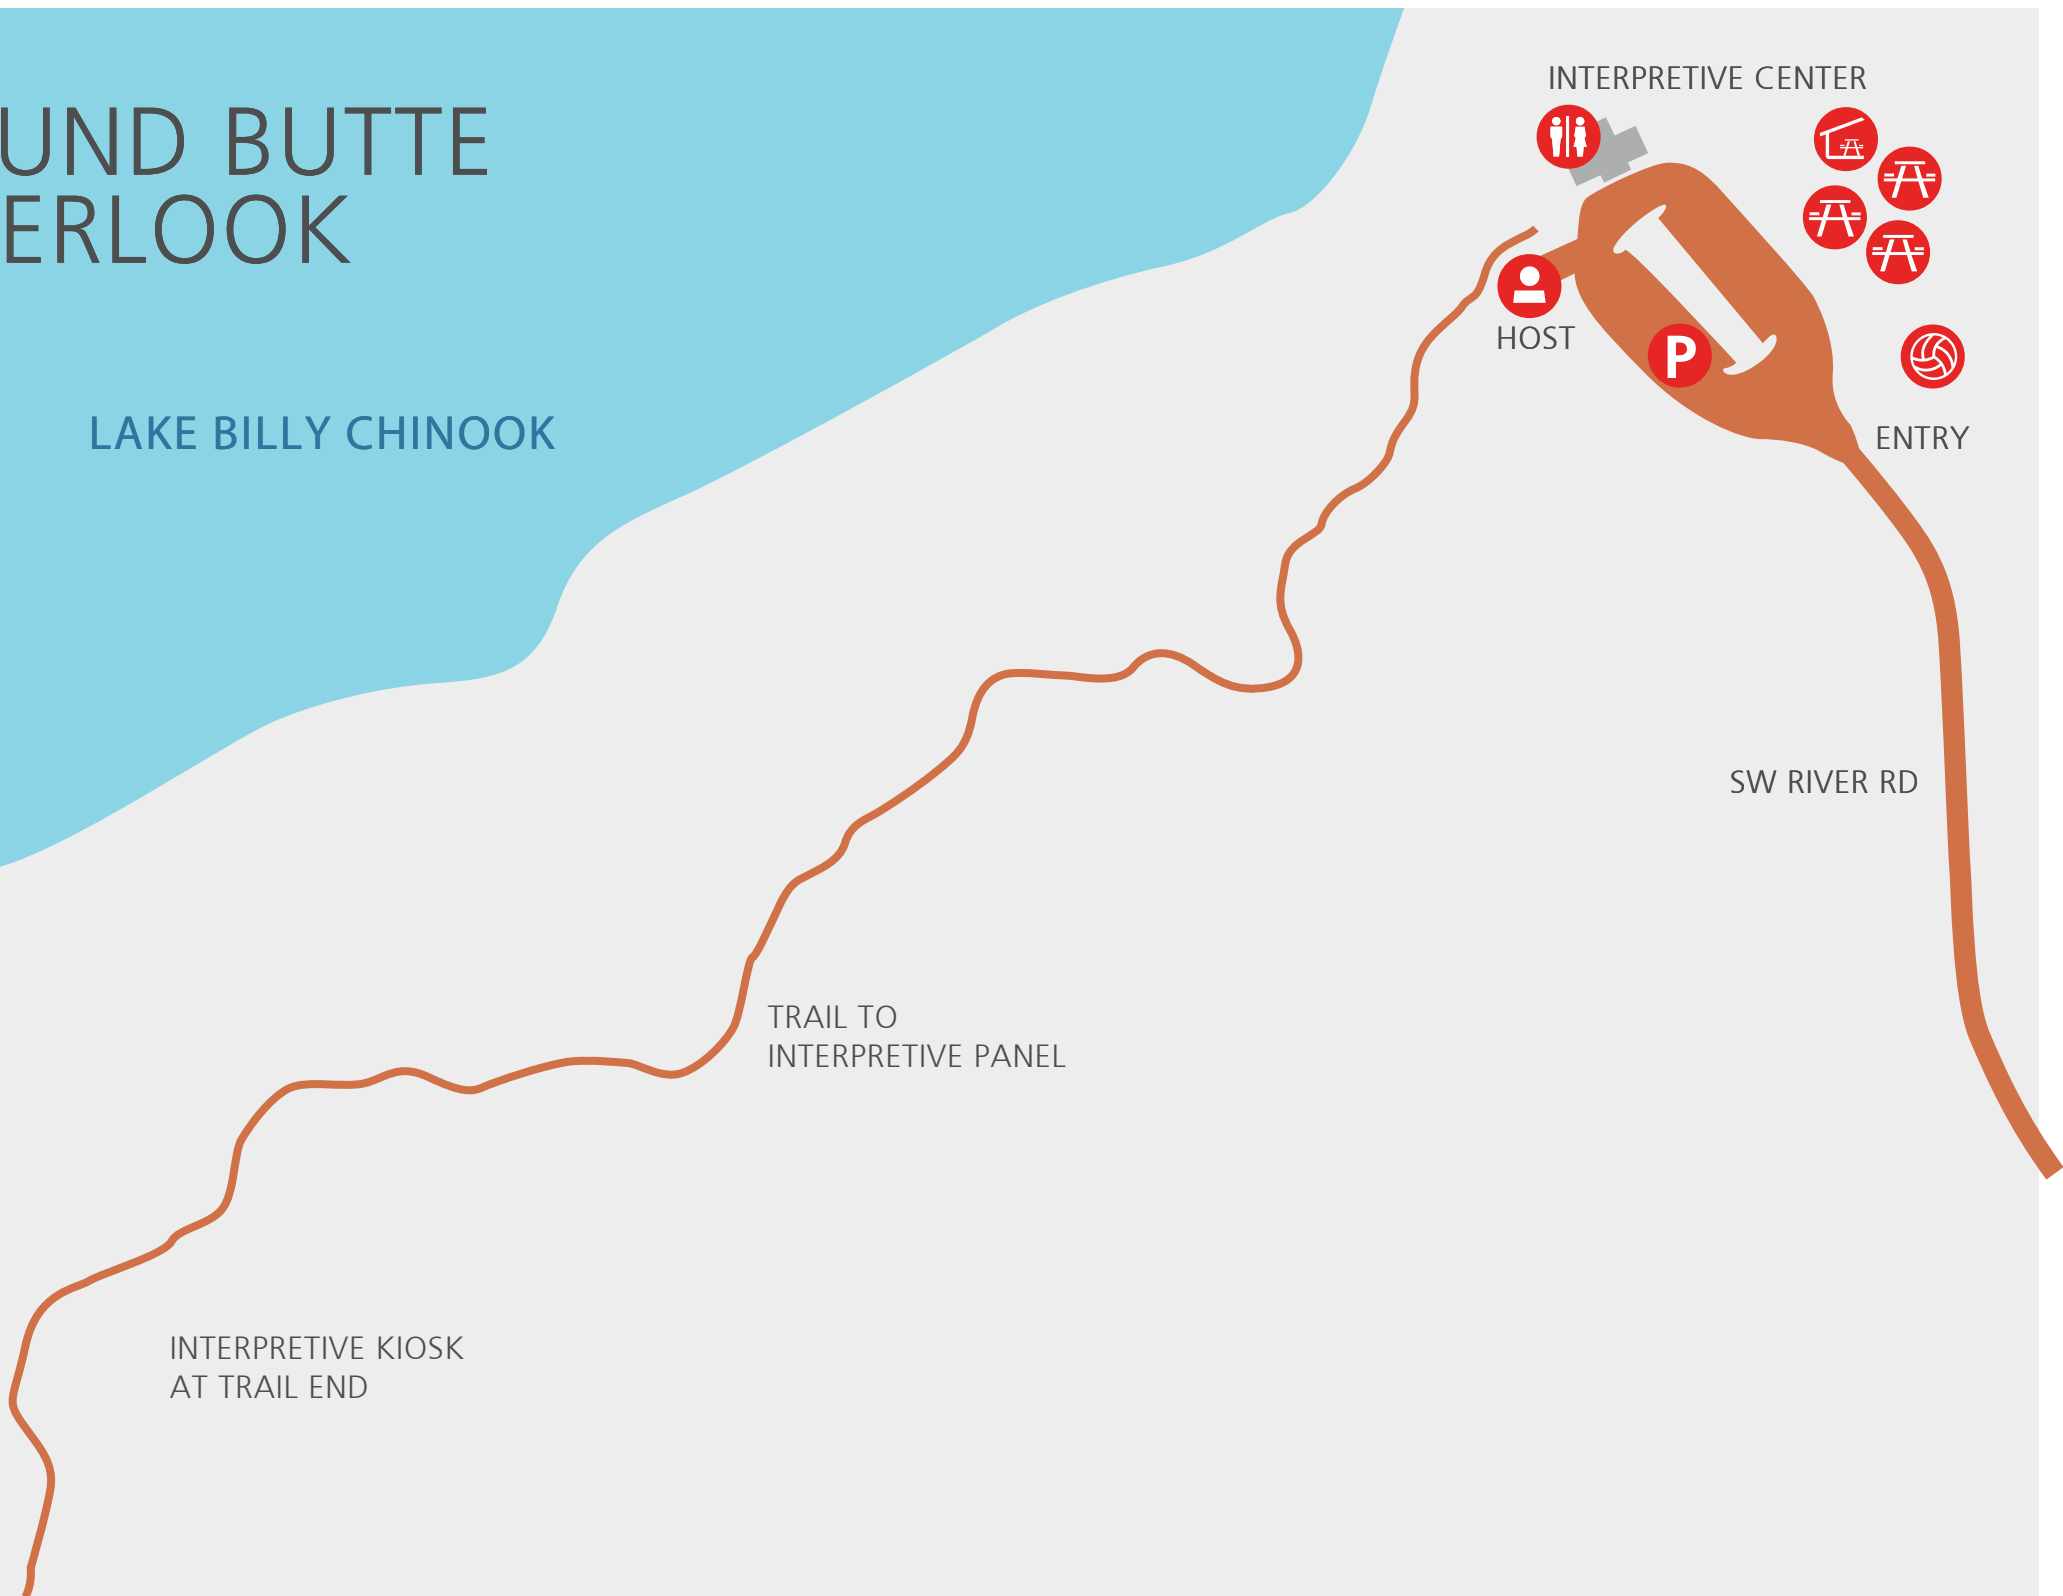 UND BUTTE
ERLOOK
LAKE BILLY CHINOOK
INTERPRETIVE CENTER
HOST
P
ENTRY
SW RIVER RD
TRAIL TO
INTERPRETIVE PANEL
INTERPRETIVE KIOSK
AT TRAIL END